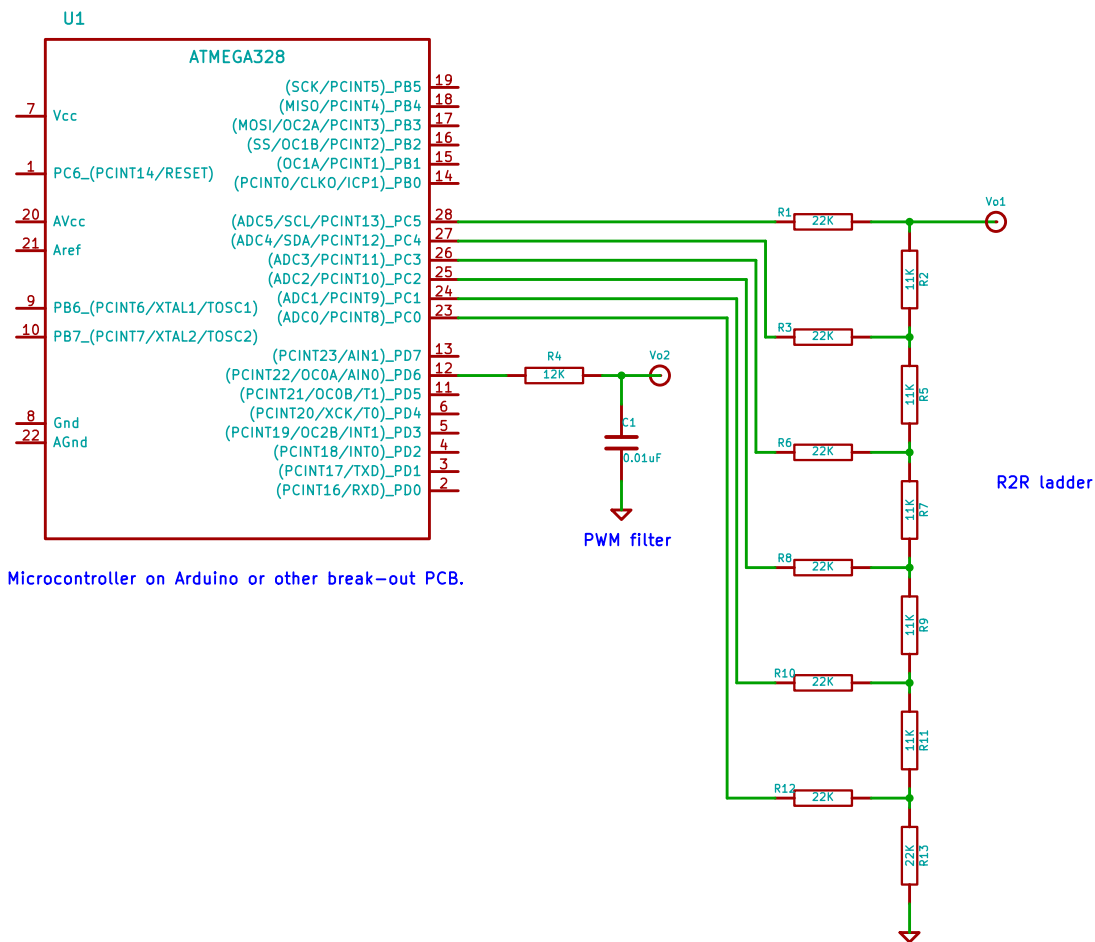 U1
ATMEGA328
7 Vcc
1 PC6_(PCINT14/RESET)
20 AVcc
21 Aref
9 PB6_(PCINT6/XTAL1/TOSC1)
10 PB7_(PCINT7/XTAL2/TOSC2)
8 Gnd
22 AGnd
(SCK/PCINT5)_PB5 19
(MISO/PCINT4)_PB4 18
(MOSI/OC2A/PCINT3)_PB3 17
(SS/OC1B/PCINT2)_PB2 16
(OC1A/PCINT1)_PB1 15
(PCINT0/CLKO/ICP1)_PB0 14
(ADC5/SCL/PCINT13)_PC5 28
(ADC4/SDA/PCINT12)_PC4 27
(ADC3/PCINT11)_PC3 26
(ADC2/PCINT10)_PC2 25
(ADC1/PCINT9)_PC1 24
(ADC0/PCINT8)_PC0 23
(PCINT23/AIN1)_PD7 13
(PCINT22/OC0A/AIN0)_PD6 12
(PCINT21/OC0B/T1)_PD5 11
(PCINT20/XCK/T0)_PD4 6
(PCINT19/OC2B/INT1)_PD3 5
(PCINT18/INT0)_PD2 4
(PCINT17/TXD)_PD1 3
(PCINT16/RXD)_PD0 2
Microcontroller on Arduino or other break-out PCB.
R4
12K
Vo2
C1
0.01uF
PWM filter
R1
22K
Vo1
11K
R2
R3
22K
11K
R5
R6
22K
11K
R7
R2R ladder
R8
22K
11K
R9
R10
22K
11K
R11
R12
22K
22K
R13